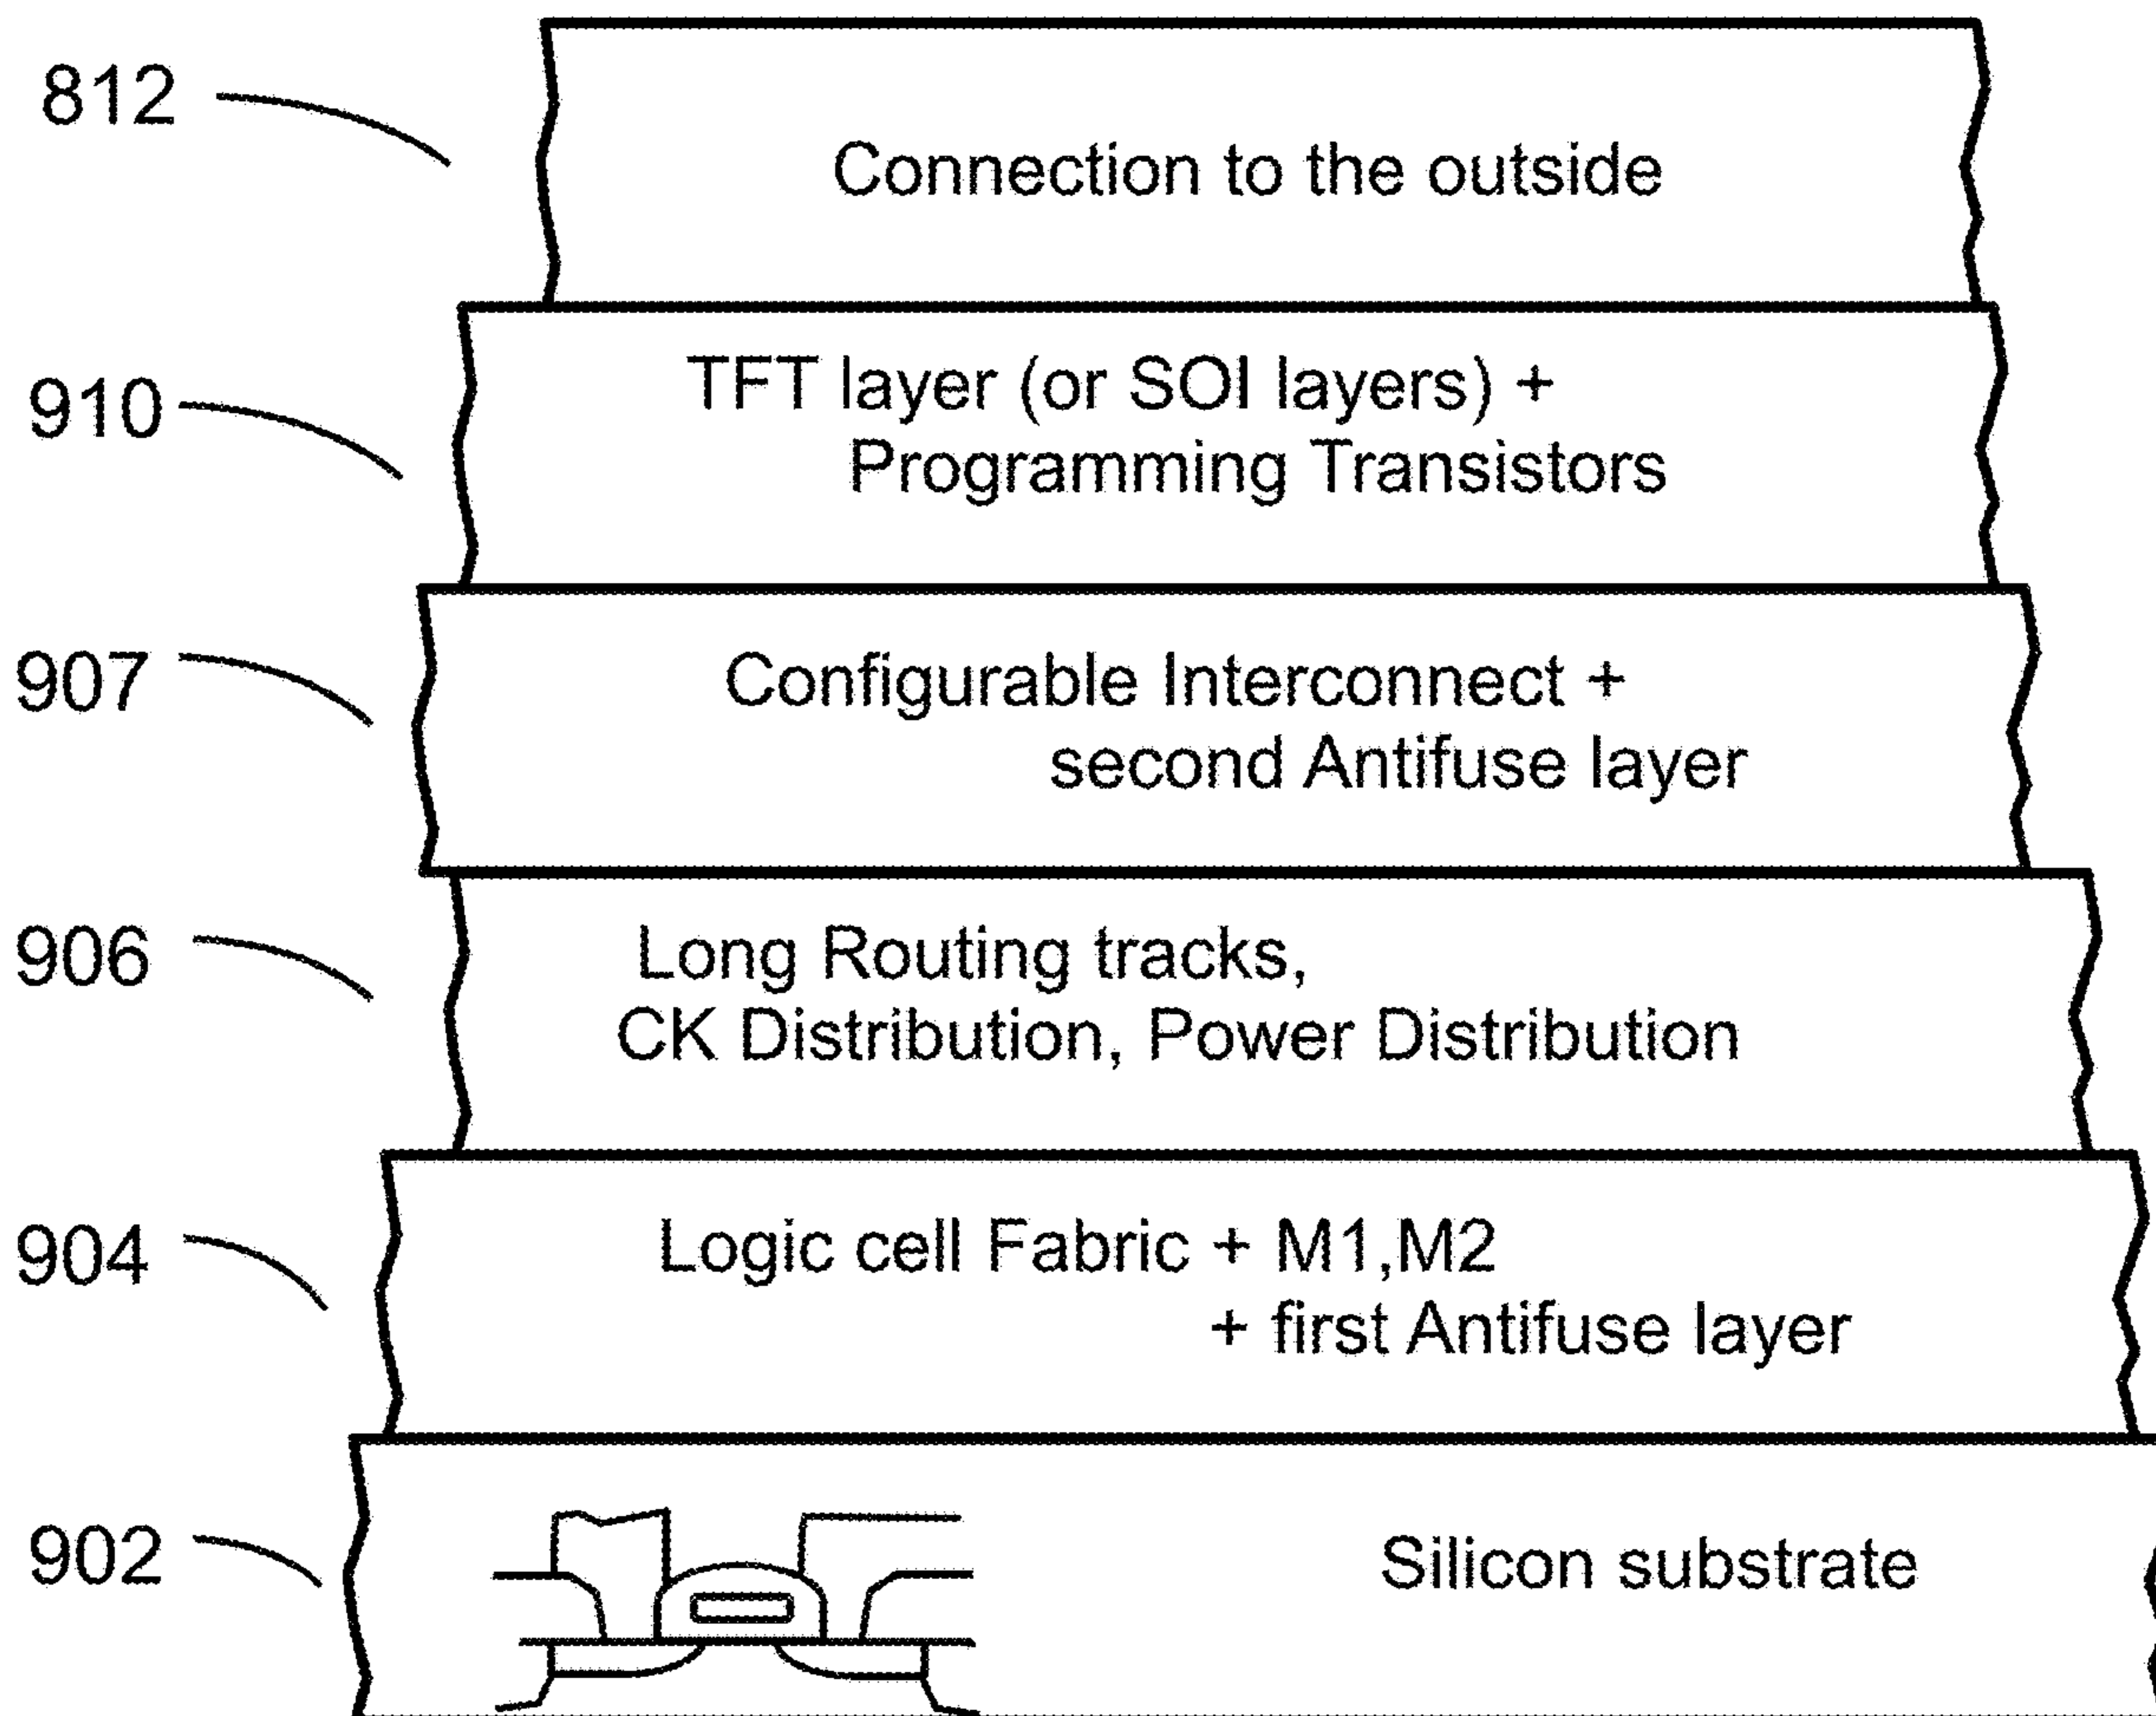 812
Connection to the outside
910
TFT layer (or SOI layers) +
Programming Transistors
907
Configurable Interconnect +
second Antifuse layer
906
Long Routing tracks,
CK Distribution, Power Distribution
904
Logic cell Fabric + M1,M2
+ first Antifuse layer
902
Silicon substrate